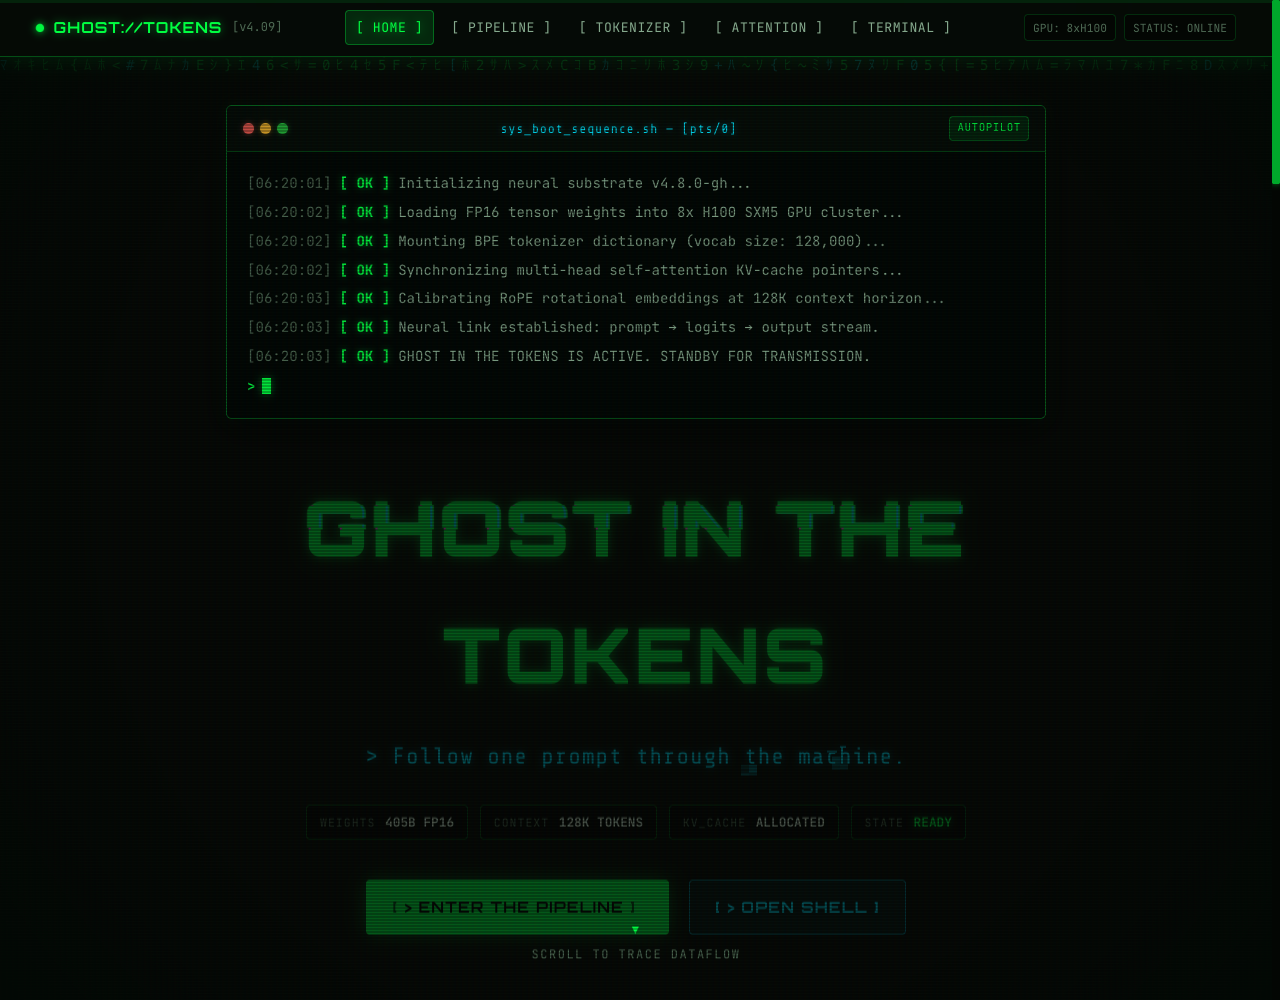 GHOST://TOKENS [v4.09] [ HOME ] [ PIPELINE ] [ TOKENIZER ] [ ATTENTION ] [ TERMINAL ] GPU: 8xH100 STATUS: ONLINE
sys_boot_sequence.sh — [pts/0] AUTOPILOT
[06:20:01] [ OK ] Initializing neural substrate v4.8.0-gh...
[06:20:02] [ OK ] Loading FP16 tensor weights into 8x H100 SXM5 GPU cluster...
[06:20:02] [ OK ] Mounting BPE tokenizer dictionary (vocab size: 128,000)...
[06:20:02] [ OK ] Synchronizing multi-head self-attention KV-cache pointers...
[06:20:03] [ OK ] Calibrating RoPE rotational embeddings at 128K context horizon...
[06:20:03] [ OK ] Neural link established: prompt → logits → output stream.
[06:20:03] [ OK ] GHOST IN THE TOKENS IS ACTIVE. STANDBY FOR TRANSMISSION.
>
GHOST IN THE
TOKENS
> Follow one prompt through the machine.
WEIGHTS 405B FP16 CONTEXT 128K TOKENS KV_CACHE ALLOCATED STATE READY
[ > ENTER THE PIPELINE ] [ > OPEN SHELL ]
▼
SCROLL TO TRACE DATAFLOW